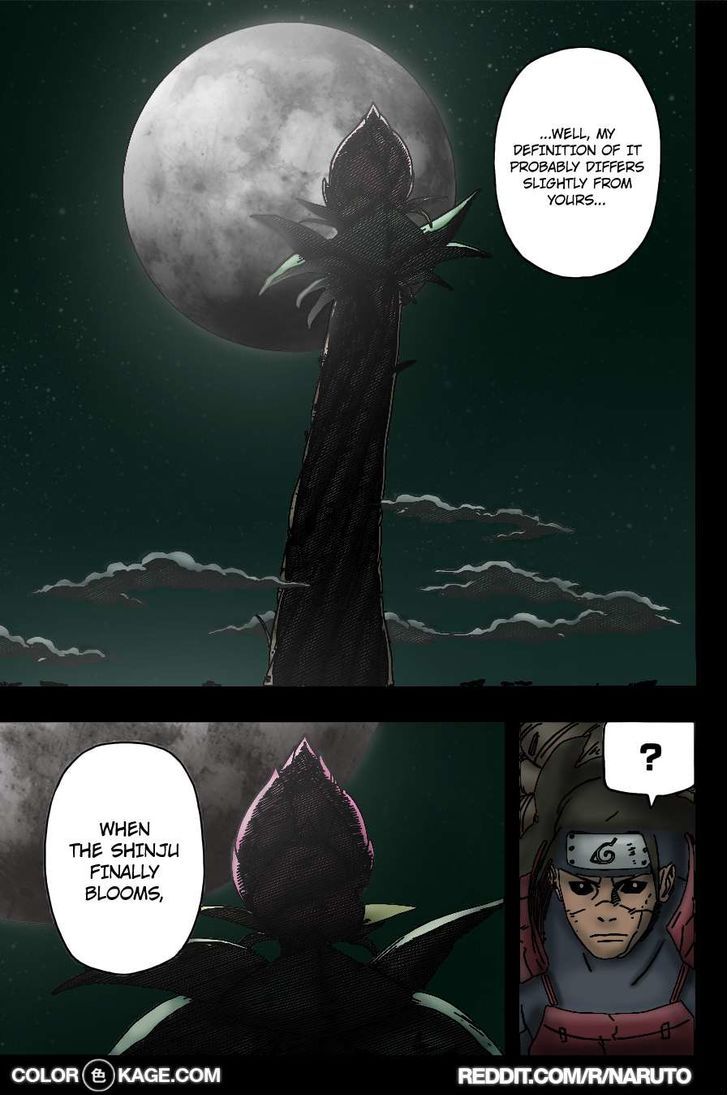 ...WELL, MY
DEFINITION OF IT
PROBABLY DIFFERS
SLIGHTLY FROM
YOURS...
WHEN
THE SHINJU
FINALLY
BLOOMS,
?
COLOR 色 KAGE.COM
REDDIT.COM/R/NARUTO